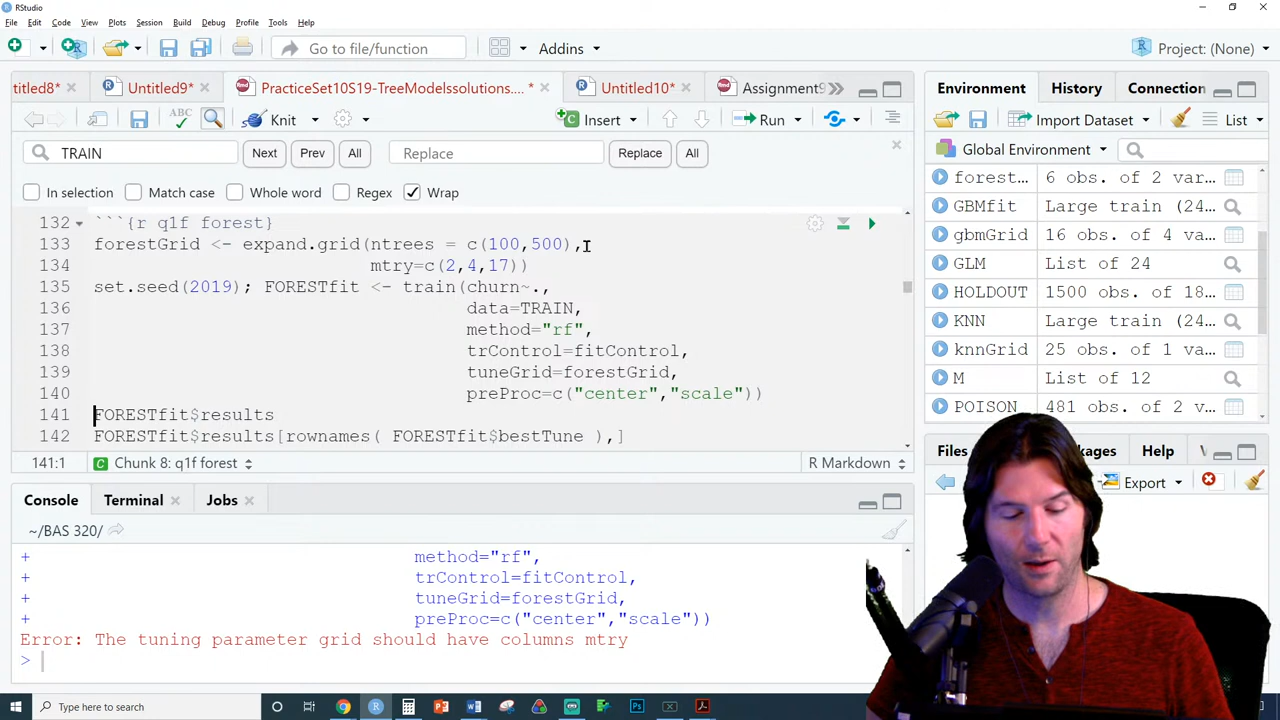 RStudio
File Edit Code View Plots Session Build Debug Profile Tools Help
Go to file/function Addins Project: (None)
titled8* Untitled9* PracticeSet10S19-TreeModelssolutions.... * Untitled10* Assignment9 Environment History Connection
ABC Knit Insert Run Import Dataset List
TRAIN Next Prev All Replace Replace All Global Environment
In selection Match case Whole word Regex Wrap
forest... 6 obs. of 2 var…
GBMfit Large train (24…
gbmGrid 16 obs. of 4 var…
GLM List of 24
HOLDOUT 1500 obs. of 18…
KNN Large train (24…
knnGrid 25 obs. of 1 va…
M List of 12
POISON 481 obs. of 2 va…
132 ```{r q1f forest}
133 forestGrid <- expand.grid(ntrees = c(100,500),
134 mtry=c(2,4,17))
135 set.seed(2019); FORESTfit <- train(churn~.,
136 data=TRAIN,
137 method="rf",
138 trControl=fitControl,
139 tuneGrid=forestGrid,
140 preProc=c("center","scale"))
141 FORESTfit$results
142 FORESTfit$results[rownames( FORESTfit$bestTune ),]
141:1 Chunk 8: q1f forest R Markdown
Files kages Help
Export
Console Terminal Jobs
~/BAS 320/
+ method="rf",
+ trControl=fitControl,
+ tuneGrid=forestGrid,
+ preProc=c("center","scale"))
Error: The tuning parameter grid should have columns mtry
>
Type here to search